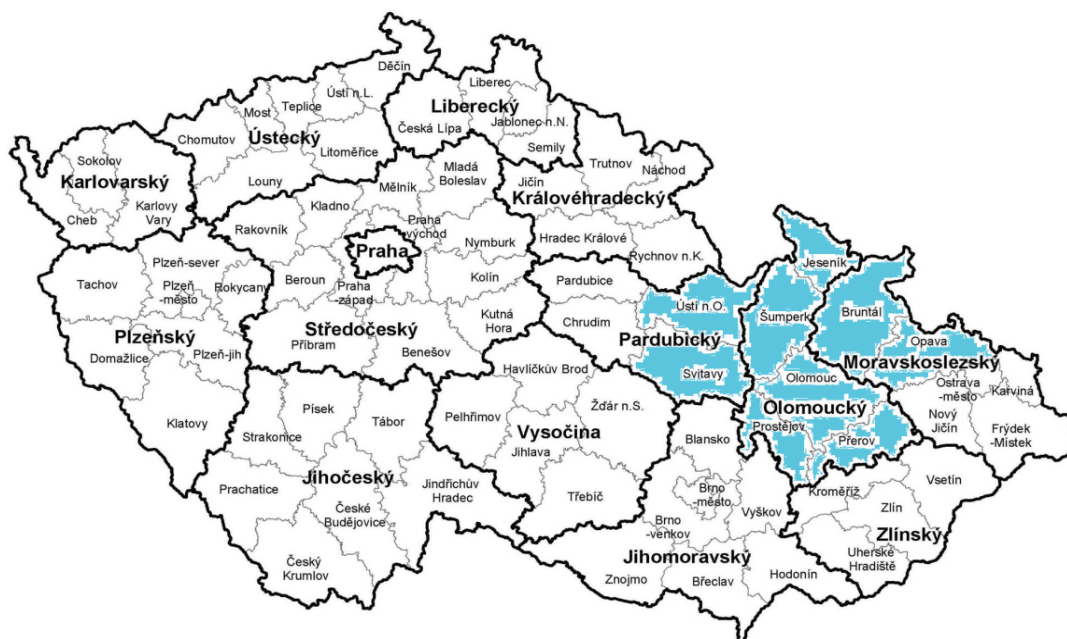 Děčín
Liberec
Ústí n.L.
Teplice
Most
Liberecký
Jablonec n.N.
Česká Lípa
Chomutov
Ústecký
Litoměřice
Semily
Sokolov
Karlovarský
Louny
Mladá
Boleslav
Trutnov
Náchod
Jičín
Královéhradecký
Mělník
Kladno
Cheb
Karlovy
Vary
Rakovník
Praha
-východ
Nymburk
Hradec Králové
Rychnov n.K.
Praha
Plzeň-sever
Tachov
Plzeň
-město
Rokycany
Beroun
Praha
-západ
Kolín
Pardubice
Jeseník
Ústí n.O.
Šumperk
Bruntál
Chrudim
Kutná
Hora
Středočeský
Příbram
Benešov
Plzeňský
Domažlice
Plzeň-jih
Pardubický
Opava
Moravskoslezský
Svitavy
Olomouc
Ostrava
-město
Karviná
Havlíčkův Brod
Olomoucký
Klatovy
Písek
Tábor
Pelhřimov
Žďár n.S.
Prostějov
Přerov
Nový
Jičín
Frýdek
-Místek
Strakonice
Vysočina
Jihlava
Blansko
Prachatice
Jihočeský
Jindřichův
Hradec
Třebíč
Brno
-město
Vyškov
Kroměříž
Vsetín
Zlín
České
Budějovice
Brno
-venkov
Zlínský
Jihomoravský
Uherské
Hradiště
Český
Krumlov
Znojmo
Břeclav
Hodonín